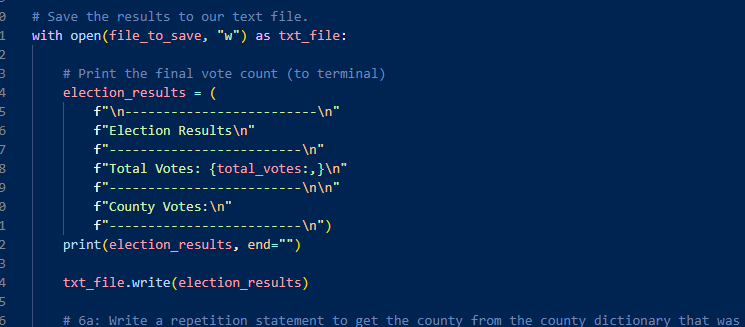 0 # Save the results to our text file.
1 with open(file_to_save, "w") as txt_file:
2
3 # Print the final vote count (to terminal)
4 election_results = (
5 f"\n-------------------------\n"
6 f"Election Results\n"
7 f"-------------------------\n"
8 f"Total Votes: {total_votes:,}\n"
9 f"-------------------------\n\n"
0 f"County Votes:\n"
1 f"-------------------------\n")
2 print(election_results, end="")
3
4 txt_file.write(election_results)
5
6 # 6a: Write a repetition statement to get the county from the county dictionary that was